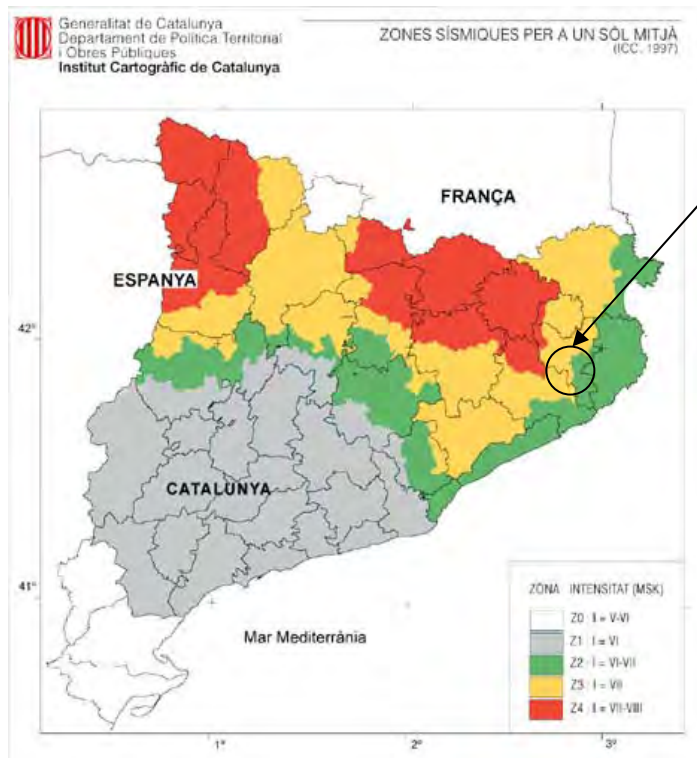 Generalitat de Catalunya
Departament de Política Territorial
i Obres Públiques
Institut Cartogràfic de Catalunya
ZONES SÍSMIQUES PER A UN SÒL MITJÀ
(ICC, 1997)
FRANÇA
ESPANYA
42°
CATALUNYA
41°
Mar Mediterrània
ZONA INTENSITAT (MSK)
Z0 : I = V-VI
Z1 : I = VI
Z2 : I = VI-VII
Z3 : I = VII
Z4 : I = VII-VIII
1° 2° 3°